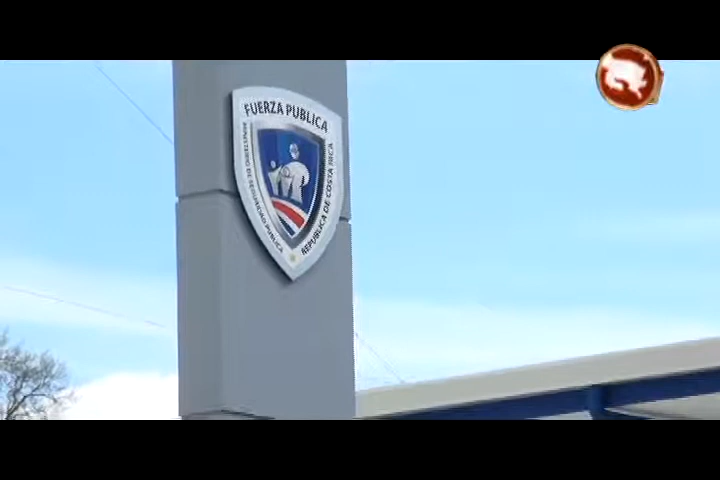 FUERZA PUBLICA
MINISTERIO DE SEGURIDAD PUBLICA
REPUBLICA DE COSTA RICA